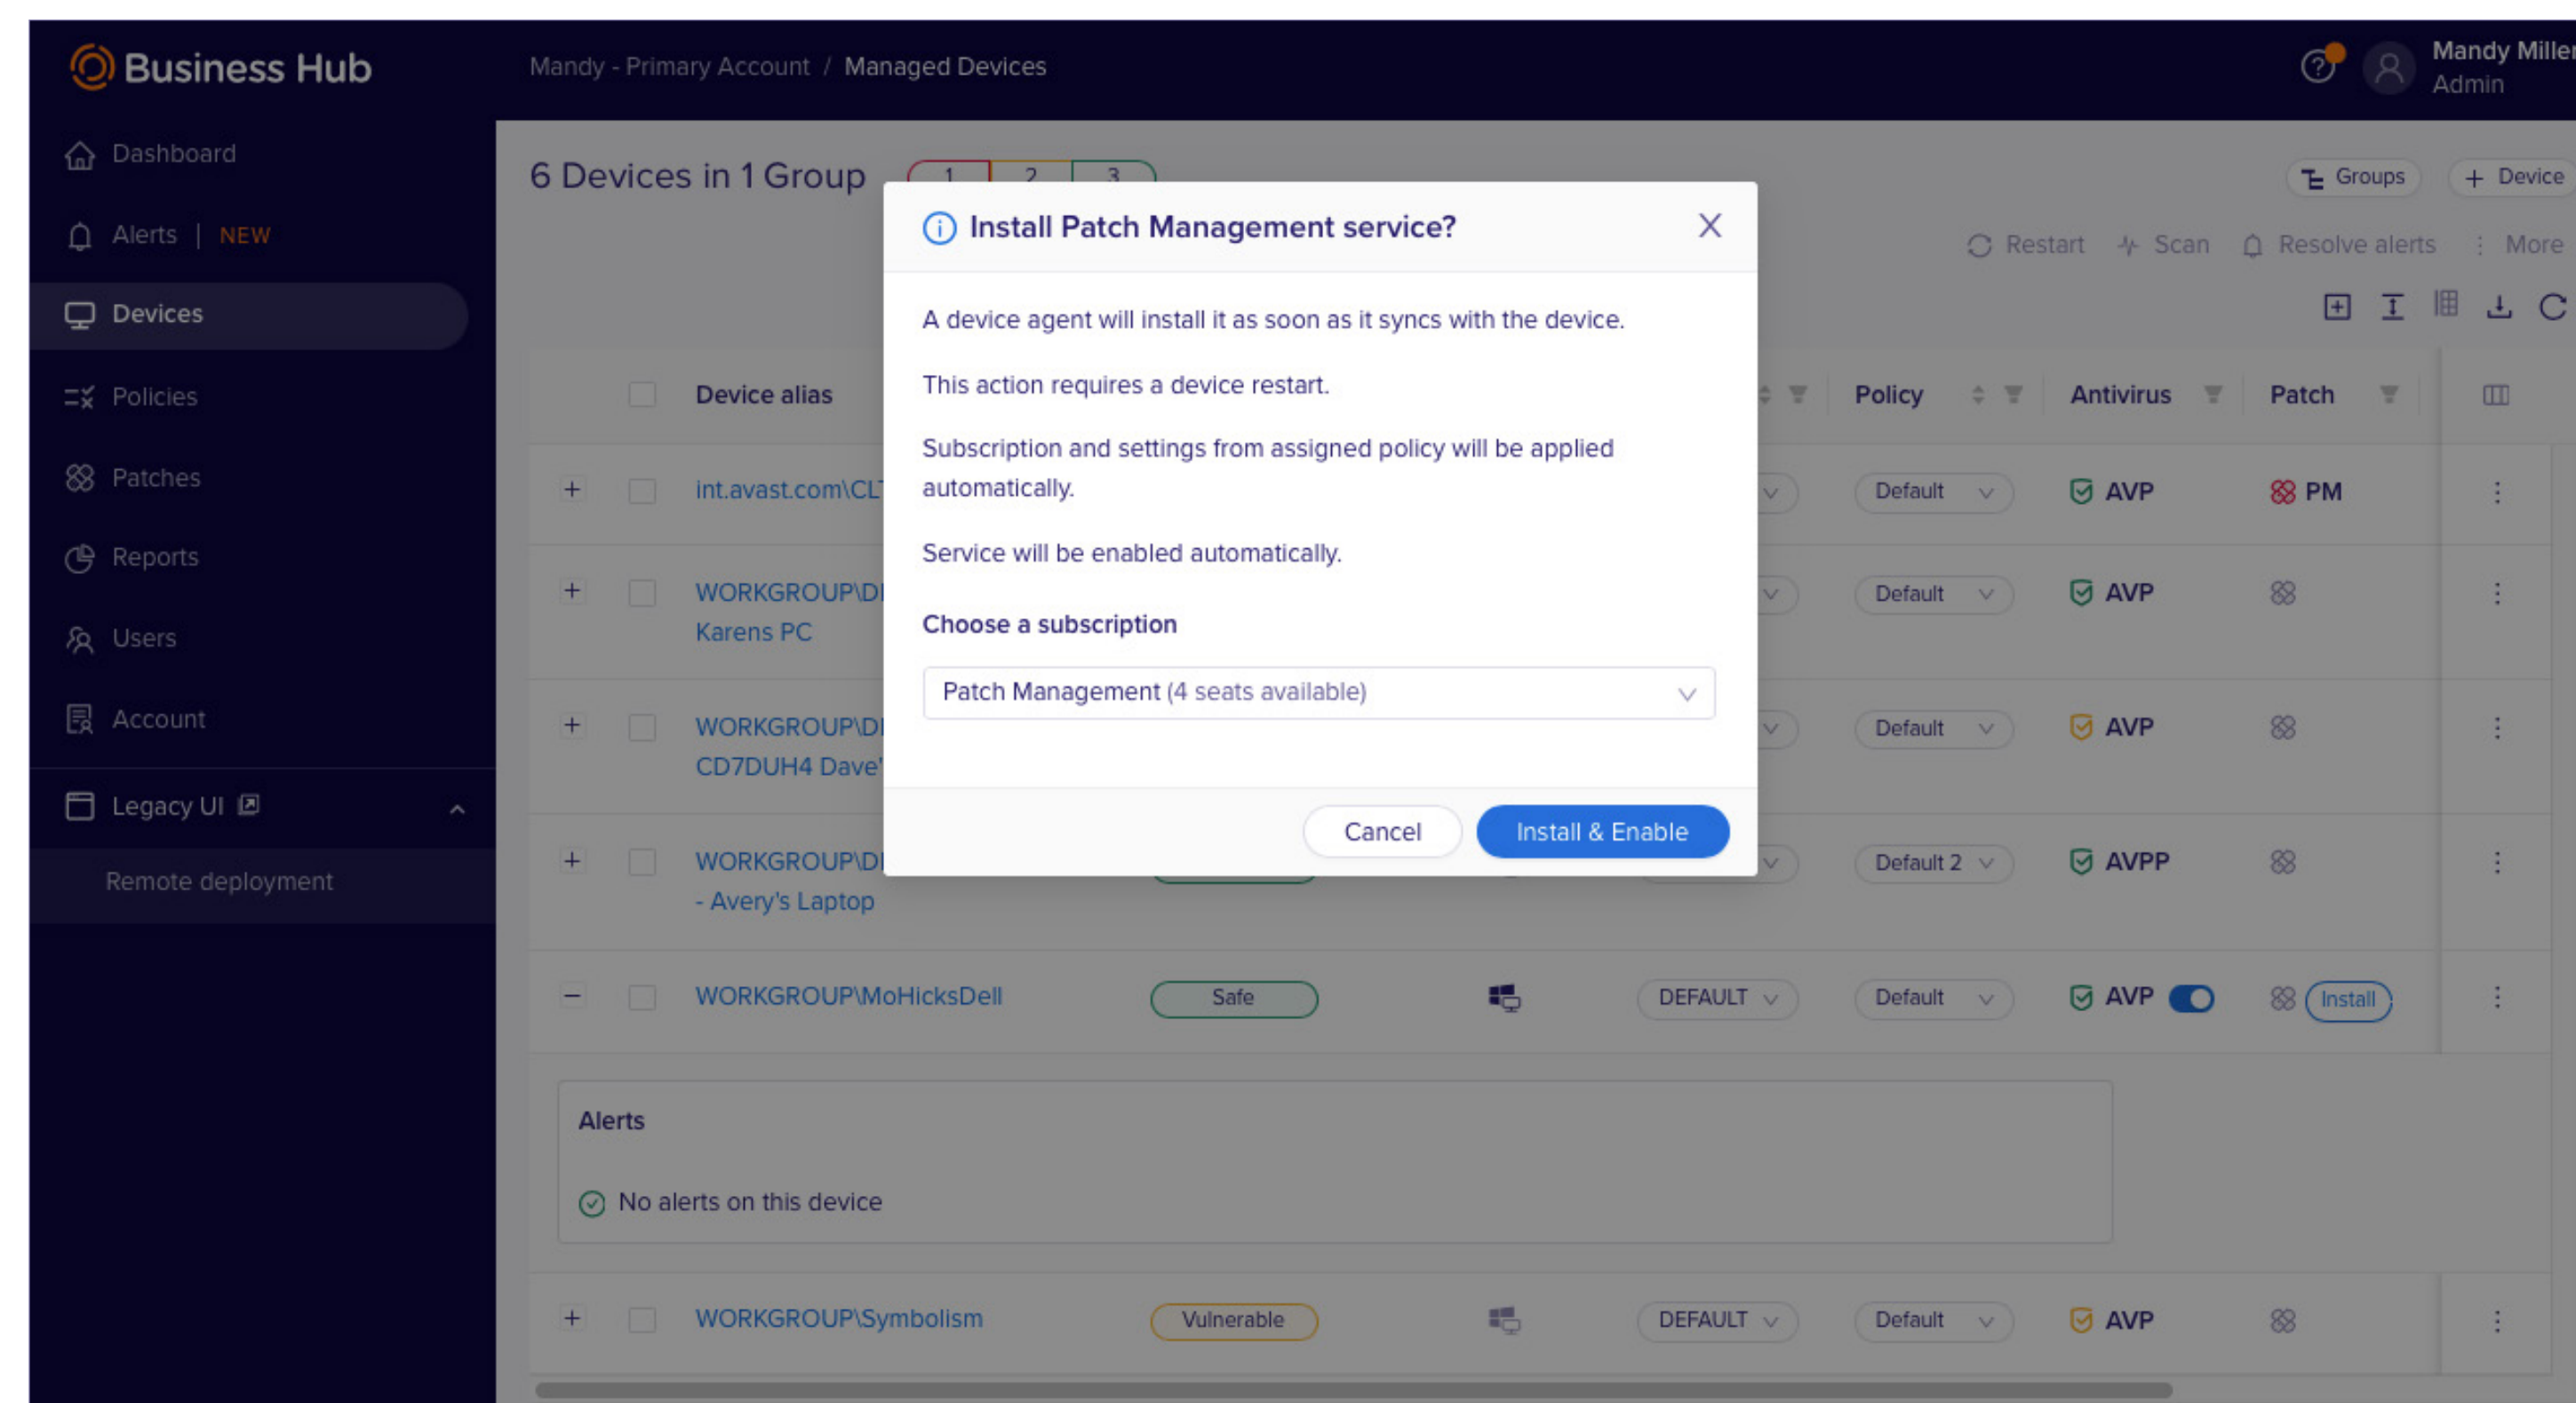 Business Hub
Mandy - Primary Account / Managed Devices
Mandy Miller
Admin
Dashboard
Alerts | NEW
Devices
Policies
Patches
Reports
Users
Account
Legacy UI
Remote deployment
6 Devices in 1 Group 1 2 3
Groups + Device
Restart Scan Resolve alerts More
Device alias Policy Antivirus Patch
int.avast.com\CL Default AVP PM
WORKGROUP\D Default AVP
Karens PC
WORKGROUP\D Default AVP
CD7DUH4 Dave'
WORKGROUP\D Default 2 AVPP
- Avery's Laptop
WORKGROUP\MoHicksDell Safe DEFAULT Default AVP Install
Alerts
No alerts on this device
WORKGROUP\Symbolism Vulnerable DEFAULT Default AVP
Install Patch Management service?
A device agent will install it as soon as it syncs with the device.
This action requires a device restart.
Subscription and settings from assigned policy will be applied
automatically.
Service will be enabled automatically.
Choose a subscription
Patch Management (4 seats available)
Cancel Install & Enable